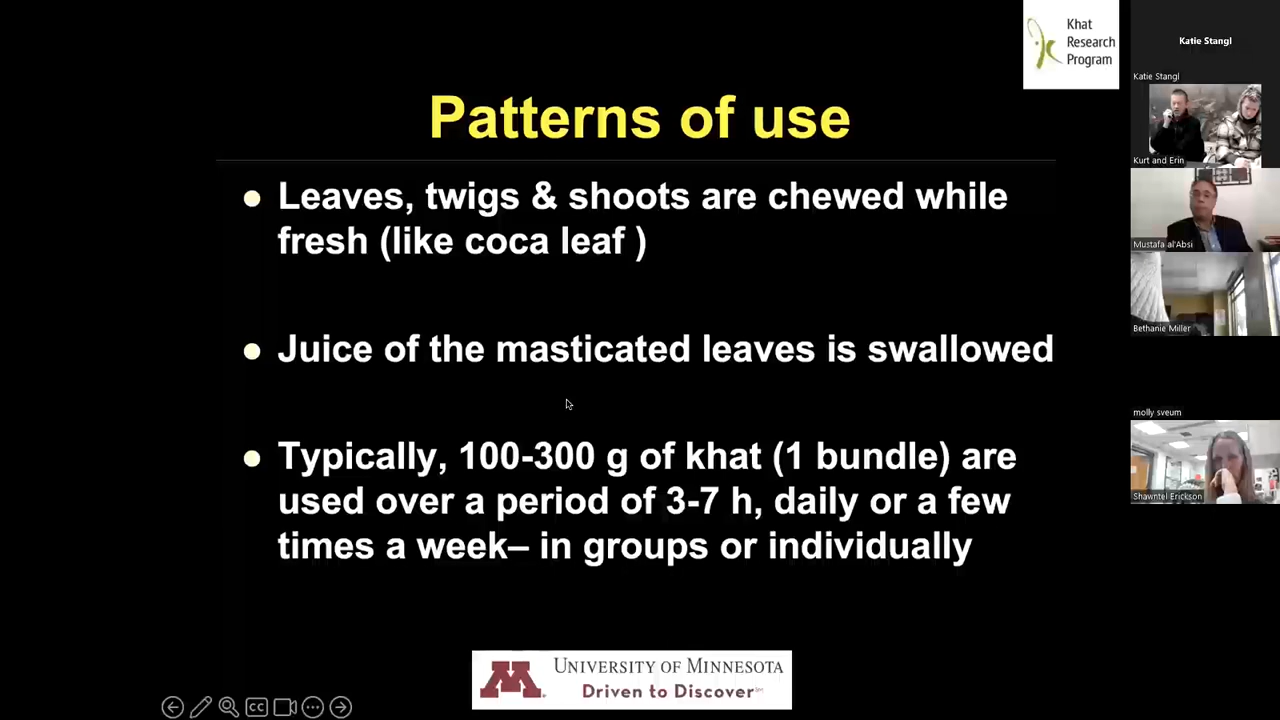 Khat
Research
Program
Patterns of use
Leaves, twigs & shoots are chewed while
fresh (like coca leaf )
Juice of the masticated leaves is swallowed
Typically, 100-300 g of khat (1 bundle) are
used over a period of 3-7 h, daily or a few
times a week– in groups or individually
M
UNIVERSITY OF MINNESOTA
Driven to Discover℠
CC
Katie Stangl
Katie Stangl
Kurt and Erin
Mustafa al'Absi
Bethanie Miller
molly sveum
Shawntel Erickson